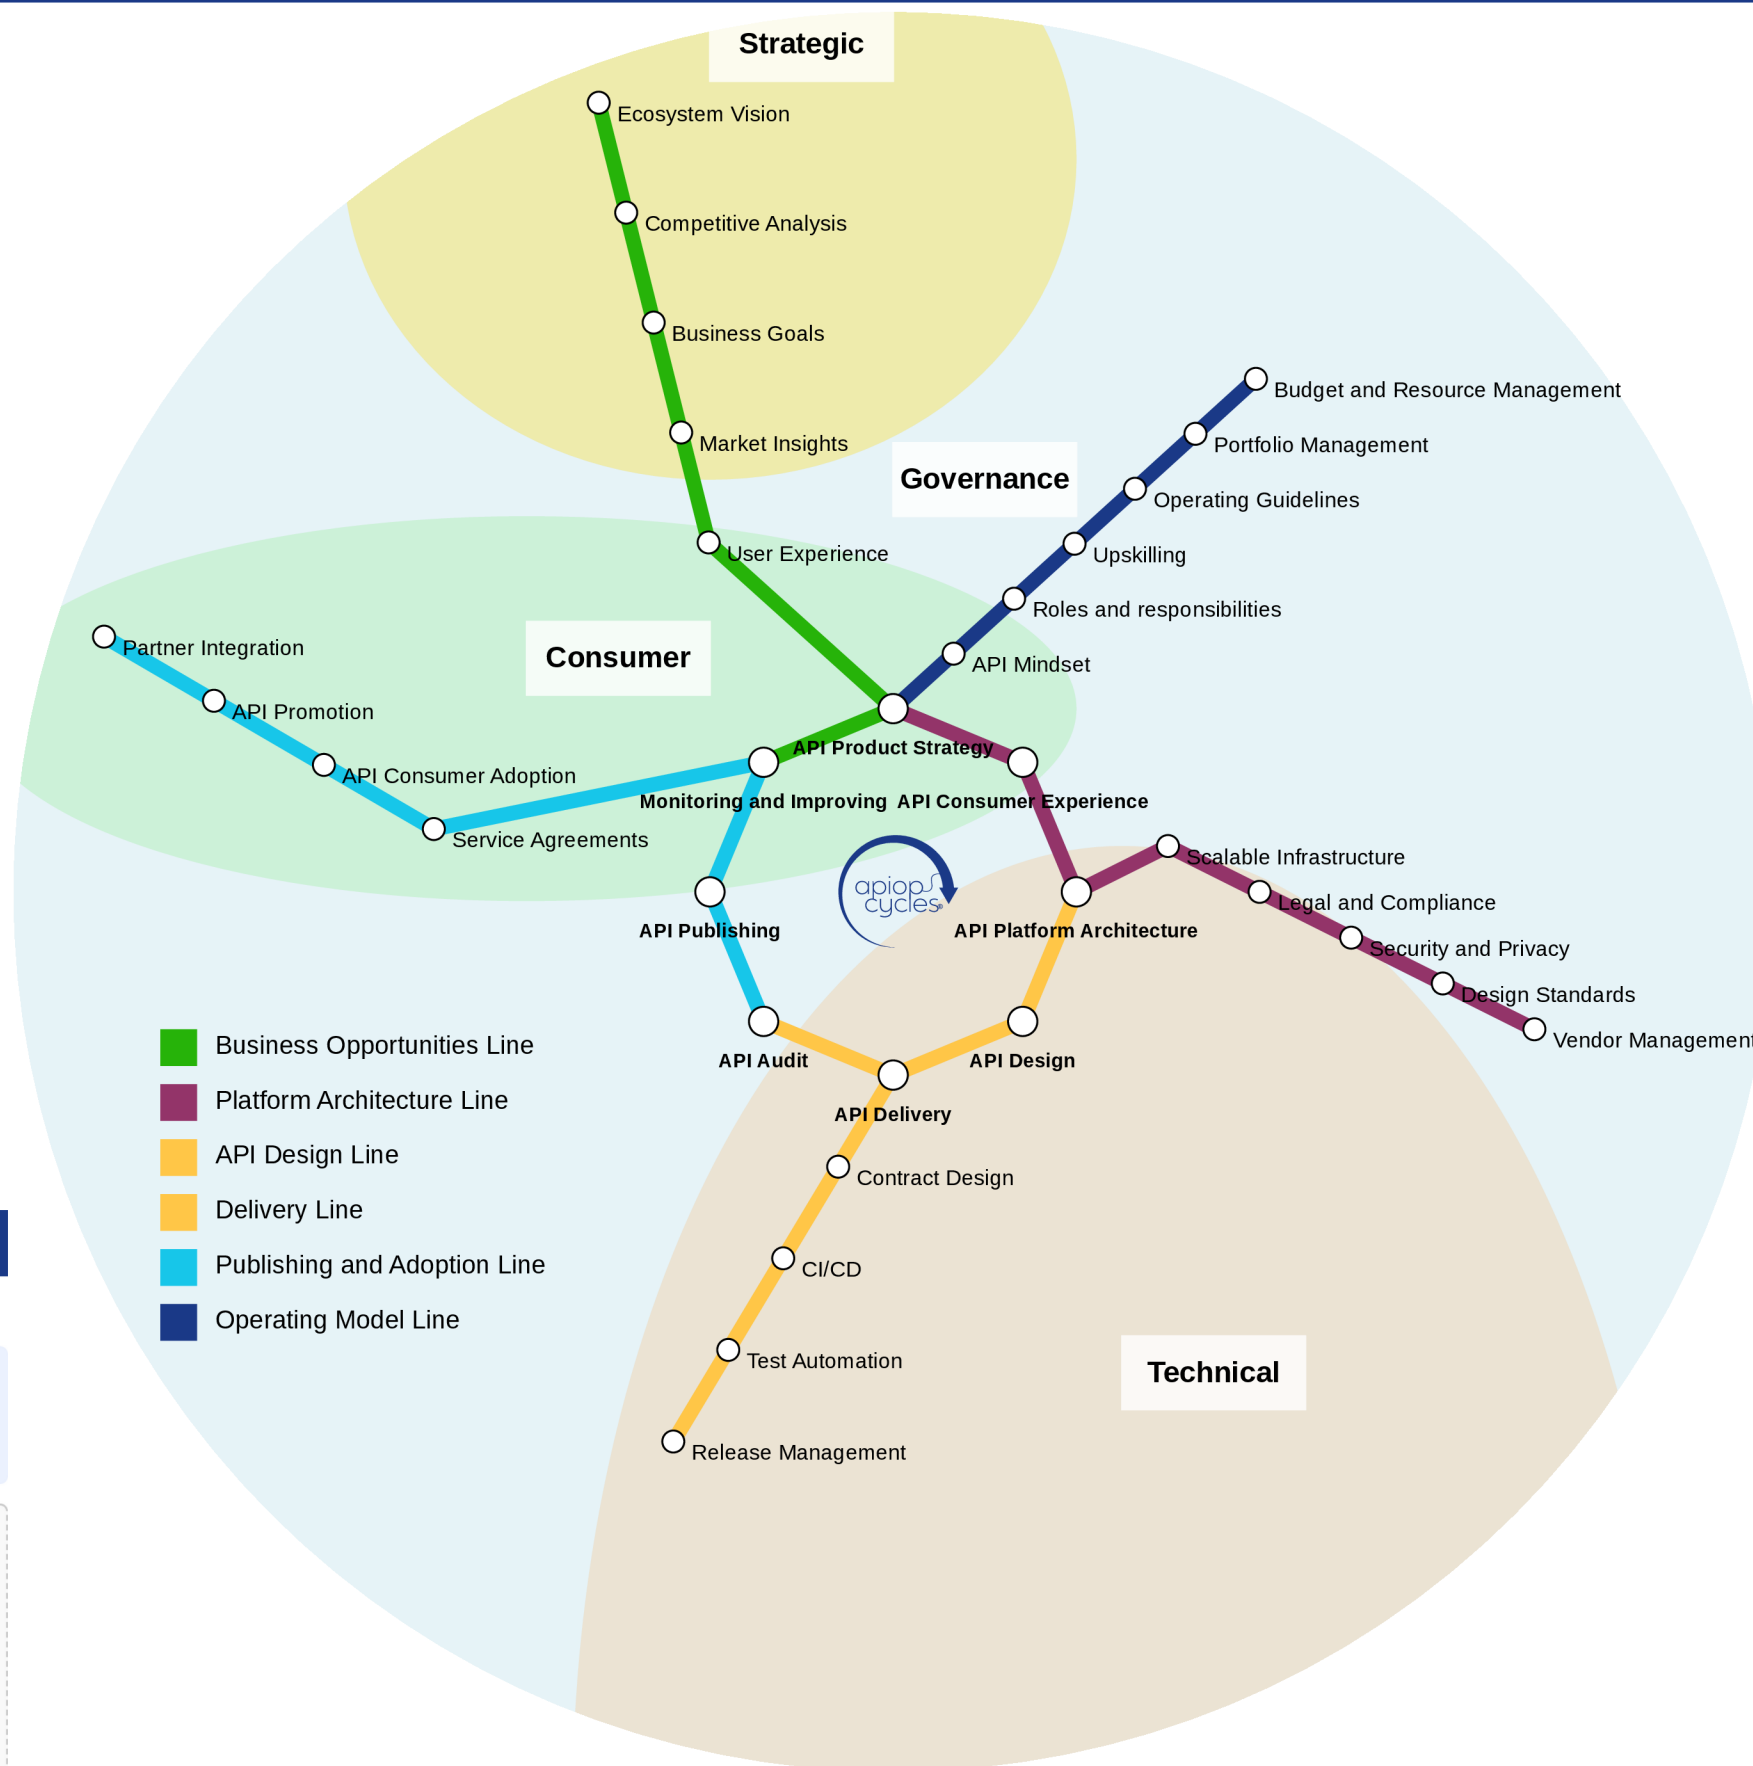 Strategic
Ecosystem Vision
Competitive Analysis
Business Goals
Market Insights
User Experience
Governance
Budget and Resource Management
Portfolio Management
Operating Guidelines
Upskilling
Roles and responsibilities
API Mindset
Consumer
Partner Integration
API Promotion
API Consumer Adoption
Service Agreements
API Product Strategy
Monitoring and Improving
API Consumer Experience
apiop
cycles®
API Publishing
API Platform Architecture
Scalable Infrastructure
Legal and Compliance
Security and Privacy
Design Standards
Vendor Management
API Audit
API Design
API Delivery
Contract Design
CI/CD
Test Automation
Release Management
Technical
Business Opportunities Line
Platform Architecture Line
API Design Line
Delivery Line
Publishing and Adoption Line
Operating Model Line